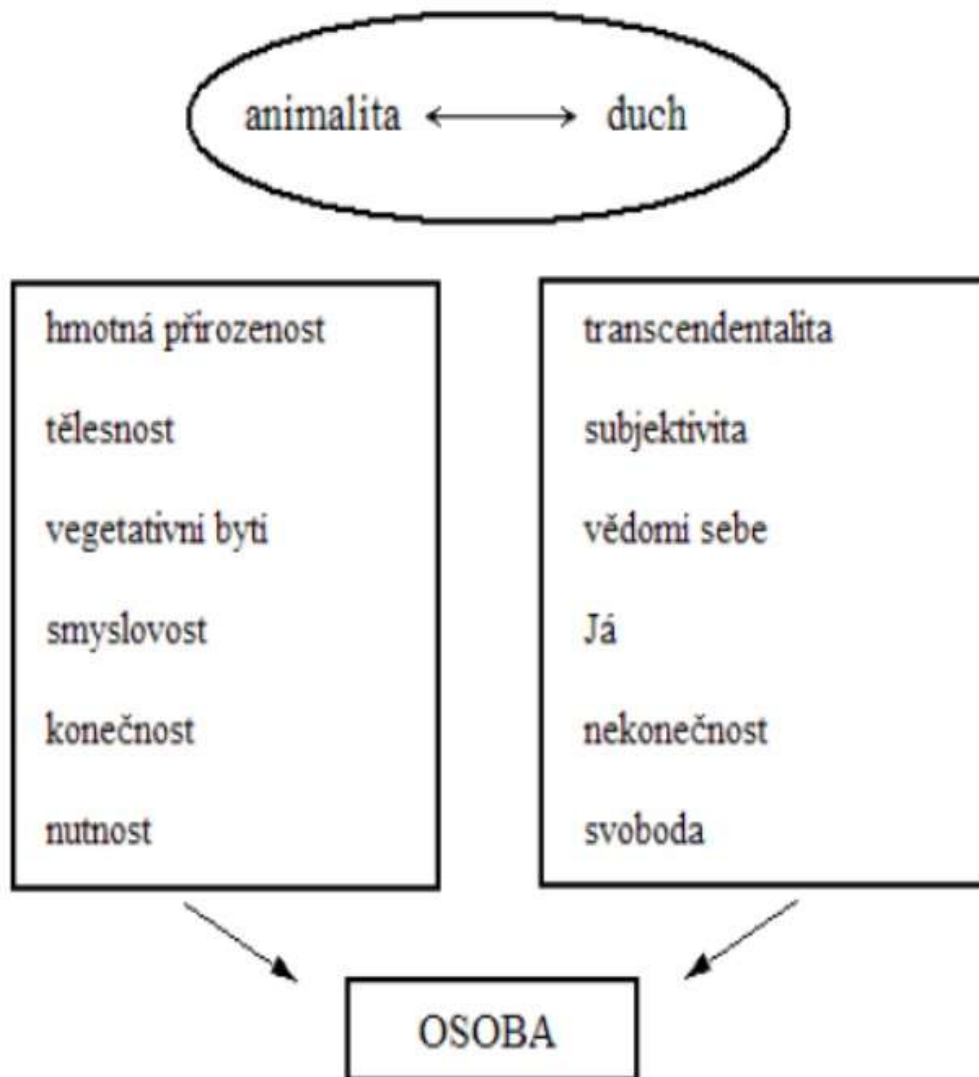 animalita ⟷ duch
hmotná přirozenost
tělesnost
vegetativní bytí
smyslovost
konečnost
nutnost
transcendentalita
subjektivita
vědomí sebe
Já
nekonečnost
svoboda
OSOBA